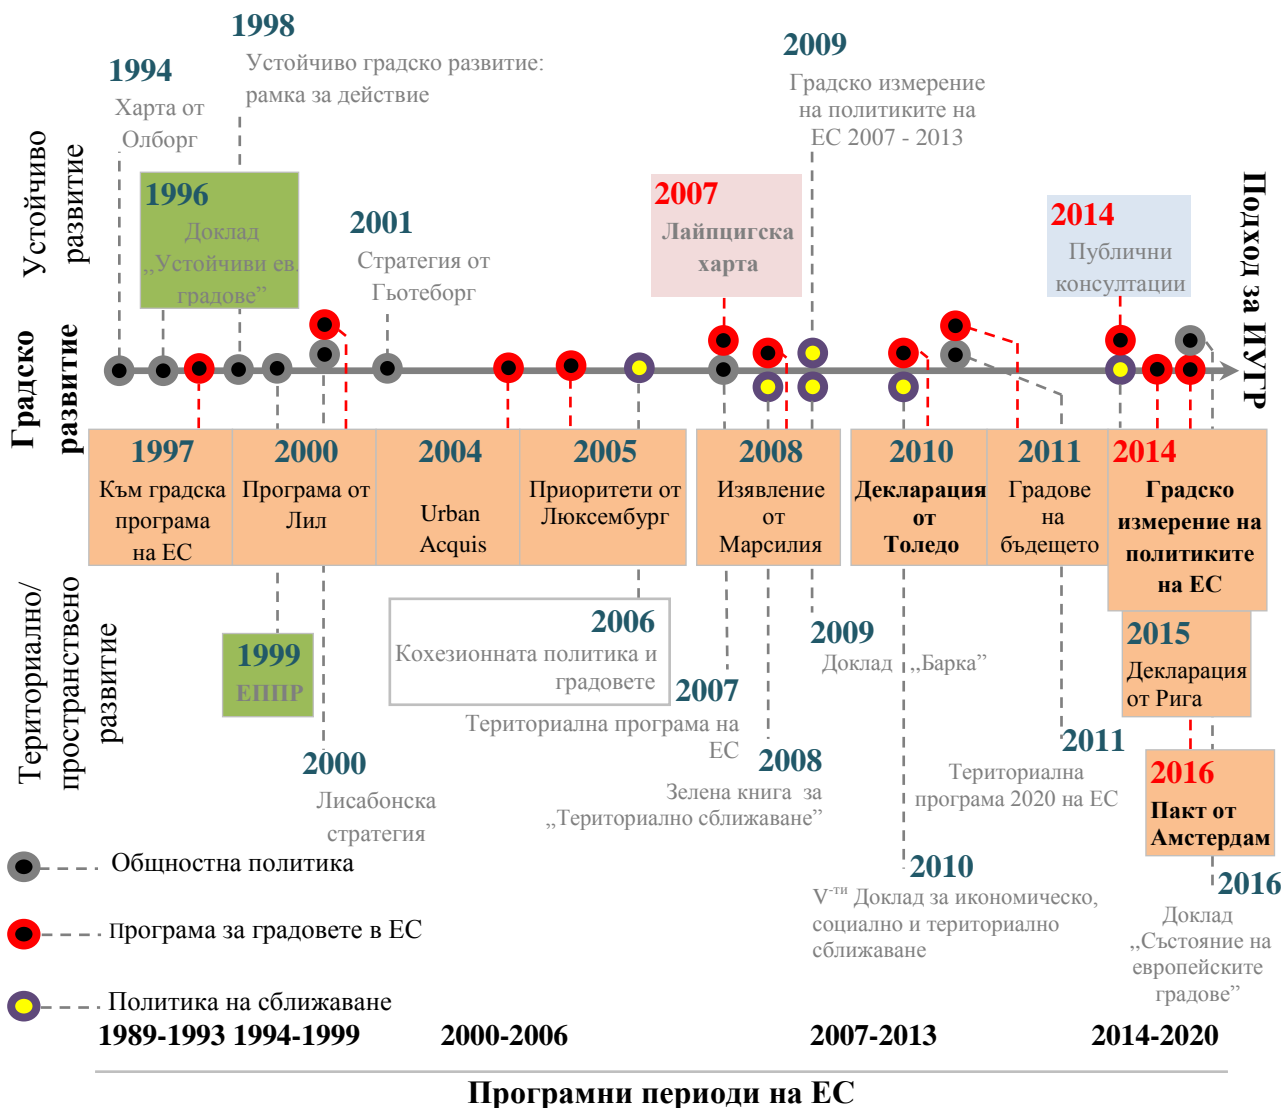 1998
Устойчиво градско развитие:
рамка за действие
1994
Харта от
Олборг
2009
Градско измерение
на политиките на
ЕС 2007 - 2013
Устойчиво
развитие
1996
Доклад
,,Устойчиви ев.
градове”
2001
Стратегия от
Гьотеборг
2007
Лайпцигска
харта
2014
Публични
консултации
Подход за ИУГР
Градско
развитие
1997
Към градска
програма
на ЕС
2000
Програма от
Лил
2004
Urban
Acquis
2005
Приоритети от
Люксембург
2008
Изявление
от
Марсилия
2010
Декларация
от
Толедо
2011
Градове
на
бъдещето
2014
Градско
измерение на
политиките
на ЕС
Териториално/
пространствено
развитие
1999
ЕППР
2000
Лисабонска
стратегия
2006
Кохезионната политика и
градовете
2007
Териториална програма на
ЕС
2008
Зелена книга за
,,Териториално сближаване”
2009
Доклад ,,Барка”
2010
V-ти Доклад за икономическо,
социално и териториално
сближаване
2011
Териториална
програма 2020 на ЕС
2015
Декларация
от Рига
2016
Пакт от
Амстердам
2016
Доклад
,,Състояние на
европейските
градове”
Общностна политика
програма за градовете в ЕС
Политика на сближаване
1989-1993 1994-1999 2000-2006 2007-2013 2014-2020
Програмни периоди на ЕС